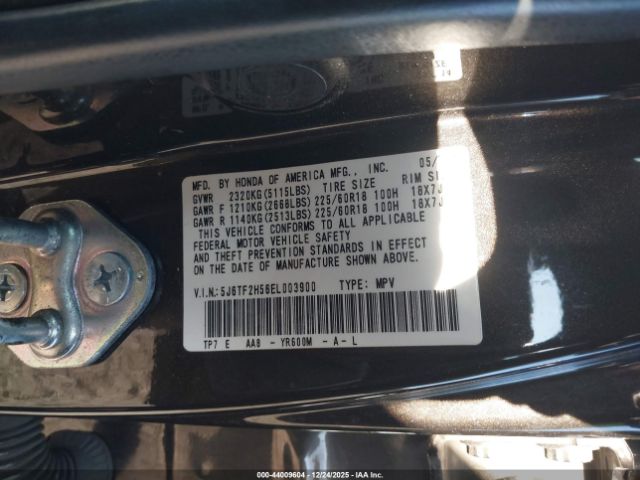 MFD. BY HONDA OF AMERICA MFG., INC. 05/
GVWR 2320KG(5115LBS) TIRE SIZE RIM SI
GAWR F 1210KG(2668LBS) 225/60R18 100H 18X7J
GAWR R 1140KG(2513LBS) 225/60R18 100H 18X7J
THIS VEHICLE CONFORMS TO ALL APPLICABLE
FEDERAL MOTOR VEHICLE SAFETY
AND THEFT PREVENTION STANDARDS IN EFFECT
ON THE DATE OF MANUFACTURE SHOWN ABOVE.
V.I.N.:5J6TF2H56EL003900 TYPE: MPV
TP7 E AA8 - YR600M - A - L
000-44009604 | 12/24/2025 | IAA Inc.